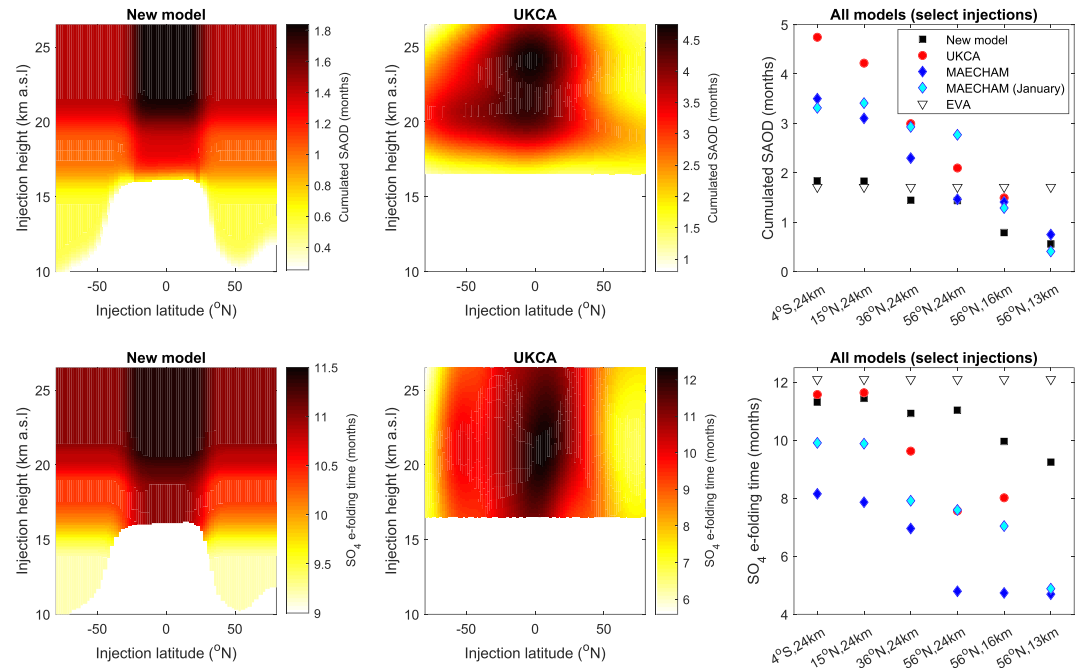 New model
Injection height (km a.s.l)
25
20
15
10
-50
0
50
Injection latitude (°N)
1.8
1.6
1.4
1.2
1
0.8
0.6
0.4
Cumulated SAOD (months)
UKCA
Injection height (km a.s.l)
25
20
15
10
-50
0
50
Injection latitude (°N)
4.5
4
3.5
3
2.5
2
1.5
1
Cumulated SAOD (months)
All models (select injections)
Cumulated SAOD (months)
5
4
3
2
1
0
New model
UKCA
MAECHAM
MAECHAM (January)
EVA
4°S,24km
15°N,24km
36°N,24km
56°N,24km
56°N,16km
56°N,13km
New model
Injection height (km a.s.l)
25
20
15
10
-50
0
50
Injection latitude (°N)
11.5
11
10.5
10
9.5
9
SO4 e-folding time (months)
UKCA
Injection height (km a.s.l)
25
20
15
10
-50
0
50
Injection latitude (°N)
12
11
10
9
8
7
6
SO4 e-folding time (months)
All models (select injections)
SO4 e-folding time (months)
12
10
8
6
4
4°S,24km
15°N,24km
36°N,24km
56°N,24km
56°N,16km
56°N,13km